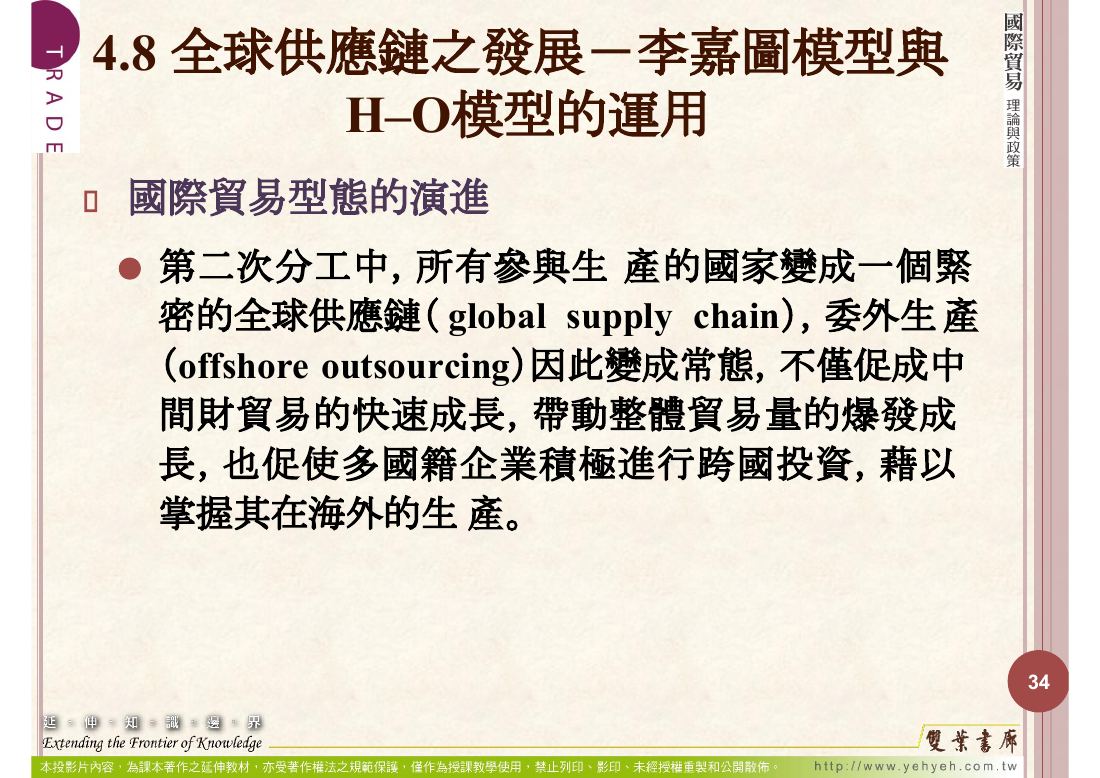 TRADE
4.8 全球供應鏈之發展－李嘉圖模型與
H–O模型的運用
國際貿易 理論與政策
國際貿易型態的演進
第二次分工中, 所有參與生 產的國家變成一個緊
密的全球供應鏈( global supply chain), 委外生 產
(offshore outsourcing)因此變成常態, 不僅促成中
間財貿易的快速成長, 帶動整體貿易量的爆發成
長, 也促使多國籍企業積極進行跨國投資, 藉以
掌握其在海外的生 產。
34
延 ‧ 伸 ‧ 知 ‧ 識 ‧ 邊 ‧ 界
Extending the Frontier of Knowledge
雙葉書廊
本投影片內容，為課本著作之延伸教材，亦受著作權法之規範保護，僅作為授課教學使用，禁止列印、影印、未經授權重製和公開散佈。
http://www.yehyeh.com.tw